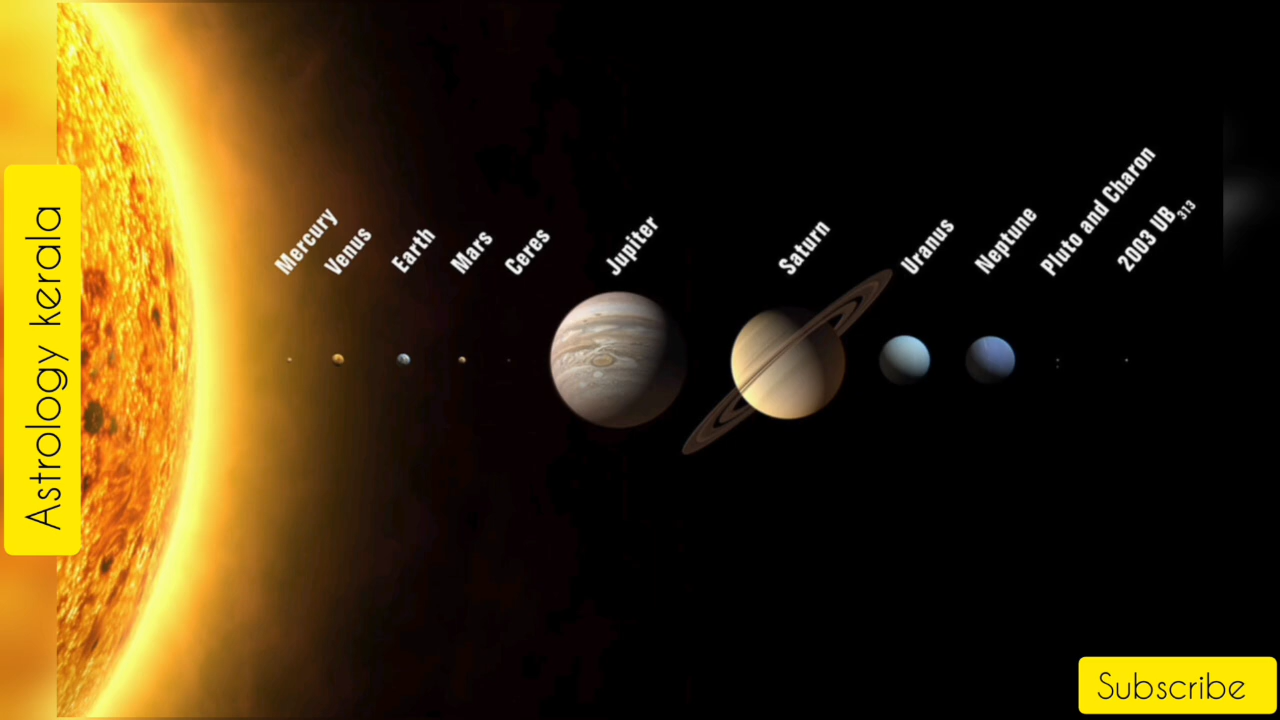 Astrology kerala
Mercury
Venus
Earth
Mars
Ceres
Jupiter
Saturn
Uranus
Neptune
Pluto and Charon
2003 UB313
Subscribe